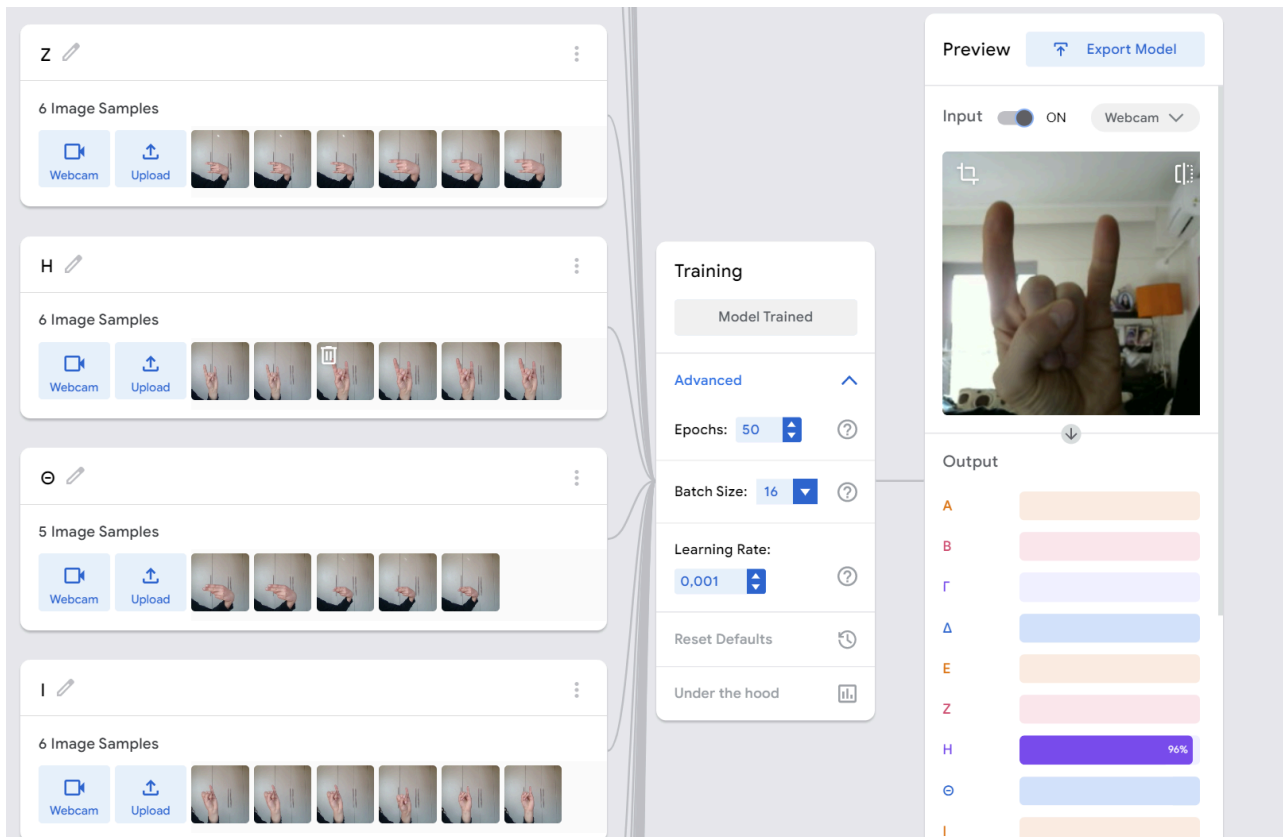 Z
6 Image Samples
Webcam
Upload
H
6 Image Samples
Webcam
Upload
Θ
5 Image Samples
Webcam
Upload
I
6 Image Samples
Webcam
Upload
Training
Model Trained
Advanced
Epochs: 50
Batch Size: 16
Learning Rate:
0,001
Reset Defaults
Under the hood
Preview
Export Model
Input ON Webcam
Output
Α
Β
Γ
Δ
Ε
Ζ
Η 96%
Θ
Ι